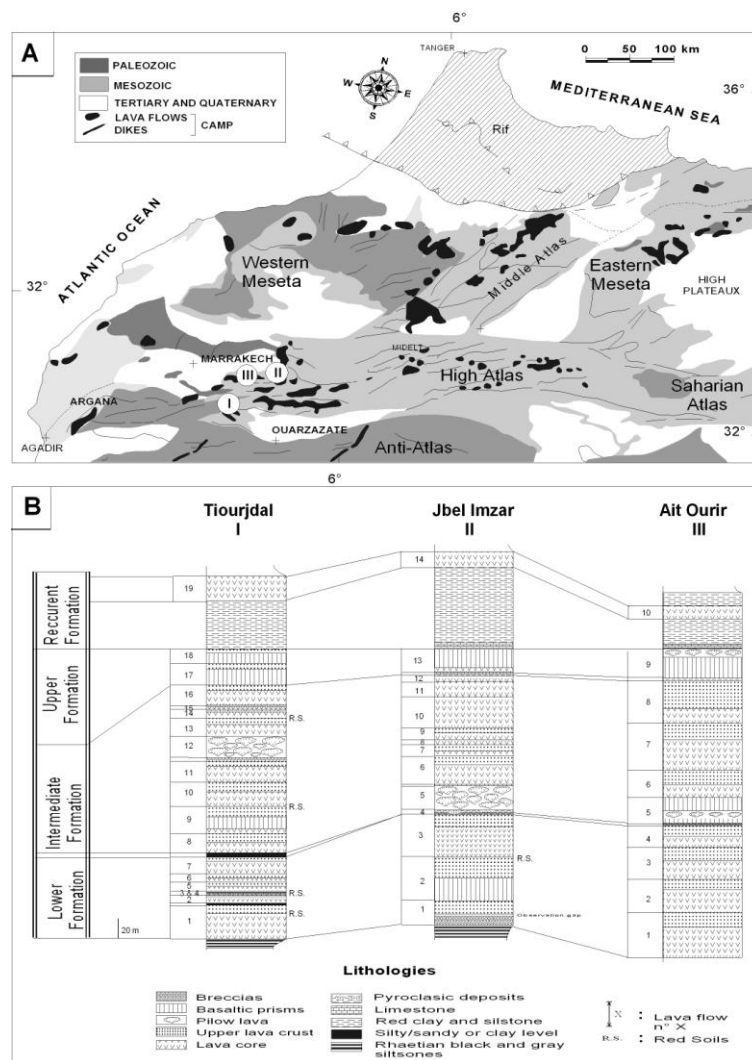 A
6°
TANGER
0 50 100 km
PALEOZOIC
MESOZOIC
TERTIARY AND QUATERNARY
LAVA FLOWS
DIKES
CAMP
N
W
E
S
MEDITERRANEAN SEA
36°
Rif
ATLANTIC OCEAN
Western
Meseta
Middle Atlas
Eastern
Meseta
32°
HIGH
PLATEAUX
MIDELT
MARRAKECH
III
II
I
High Atlas
Saharian
Atlas
ARGANA
OUARZAZATE
AGADIR
Anti-Atlas
32°
6°
B
Tiourjdal
I
Jbel Imzar
II
Ait Ourir
III
Reccurent
Formation
Upper
Formation
Intermediate
Formation
Lower
Formation
20 m
19
18
17
16
15
14
13
12
11
10
9
8
7
6
5
3 & 4
2
1
R.S.
R.S.
R.S.
R.S.
14
13
12
11
10
9
8
7
6
5
4
3
2
1
R.S.
Observation gap
10
9
8
7
6
5
4
3
2
1
Lithologies
Breccias
Basaltic prisms
Pilow lava
Upper lava crust
Lava core
Pyroclasic deposits
Limestone
Red clay and silstone
Silty/sandy or clay level
Rhaetian black and gray
siltsones
X : Lava flow
n° X
R.S. : Red Soils